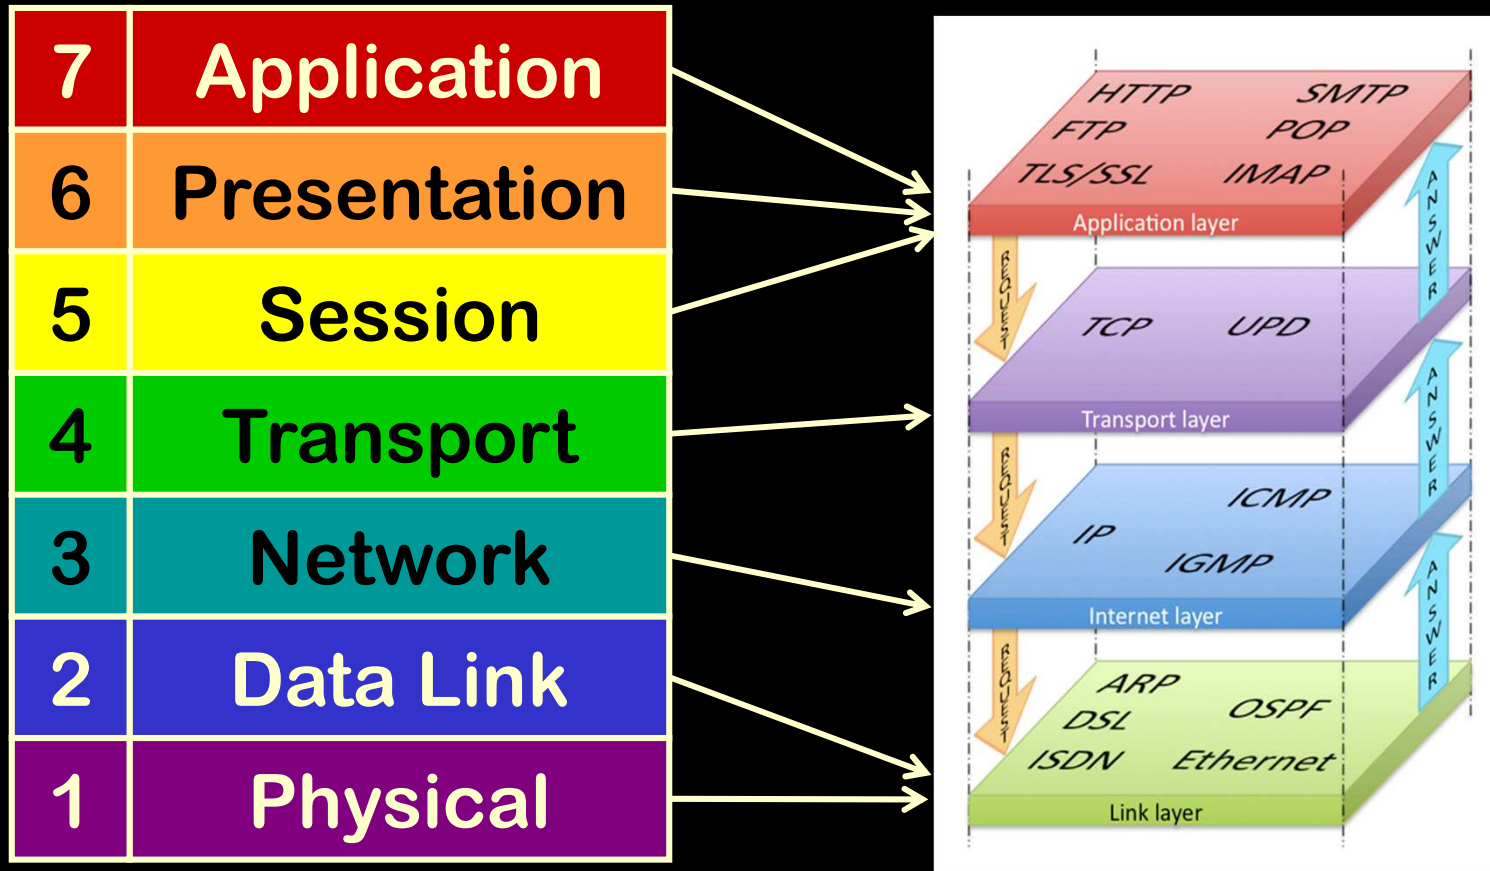 7 Application
6 Presentation
5 Session
4 Transport
3 Network
2 Data Link
1 Physical
HTTP SMTP
FTP POP
TLS/SSL IMAP
Application layer
REQUEST
ANSWER
TCP UPD
Transport layer
REQUEST
ANSWER
ICMP
IP
IGMP
Internet layer
REQUEST
ANSWER
ARP
OSPF
DSL
ISDN Ethernet
Link layer